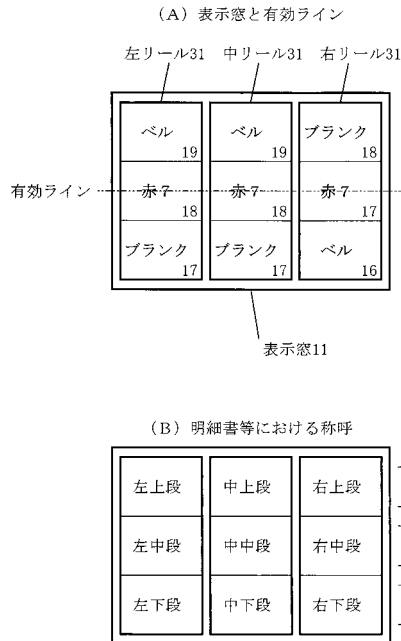 (A) 表示窓と有効ライン
左リール31 中リール31 右リール31
ベル 19 ベル 19 ブランク 18
有効ライン 赤7 18 赤7 18 赤7 17
ブランク 17 ブランク 17 ベル 16
表示窓11
(B) 明細書等における称呼
左上段 中上段 右上段
左中段 中中段 右中段
左下段 中下段 右下段